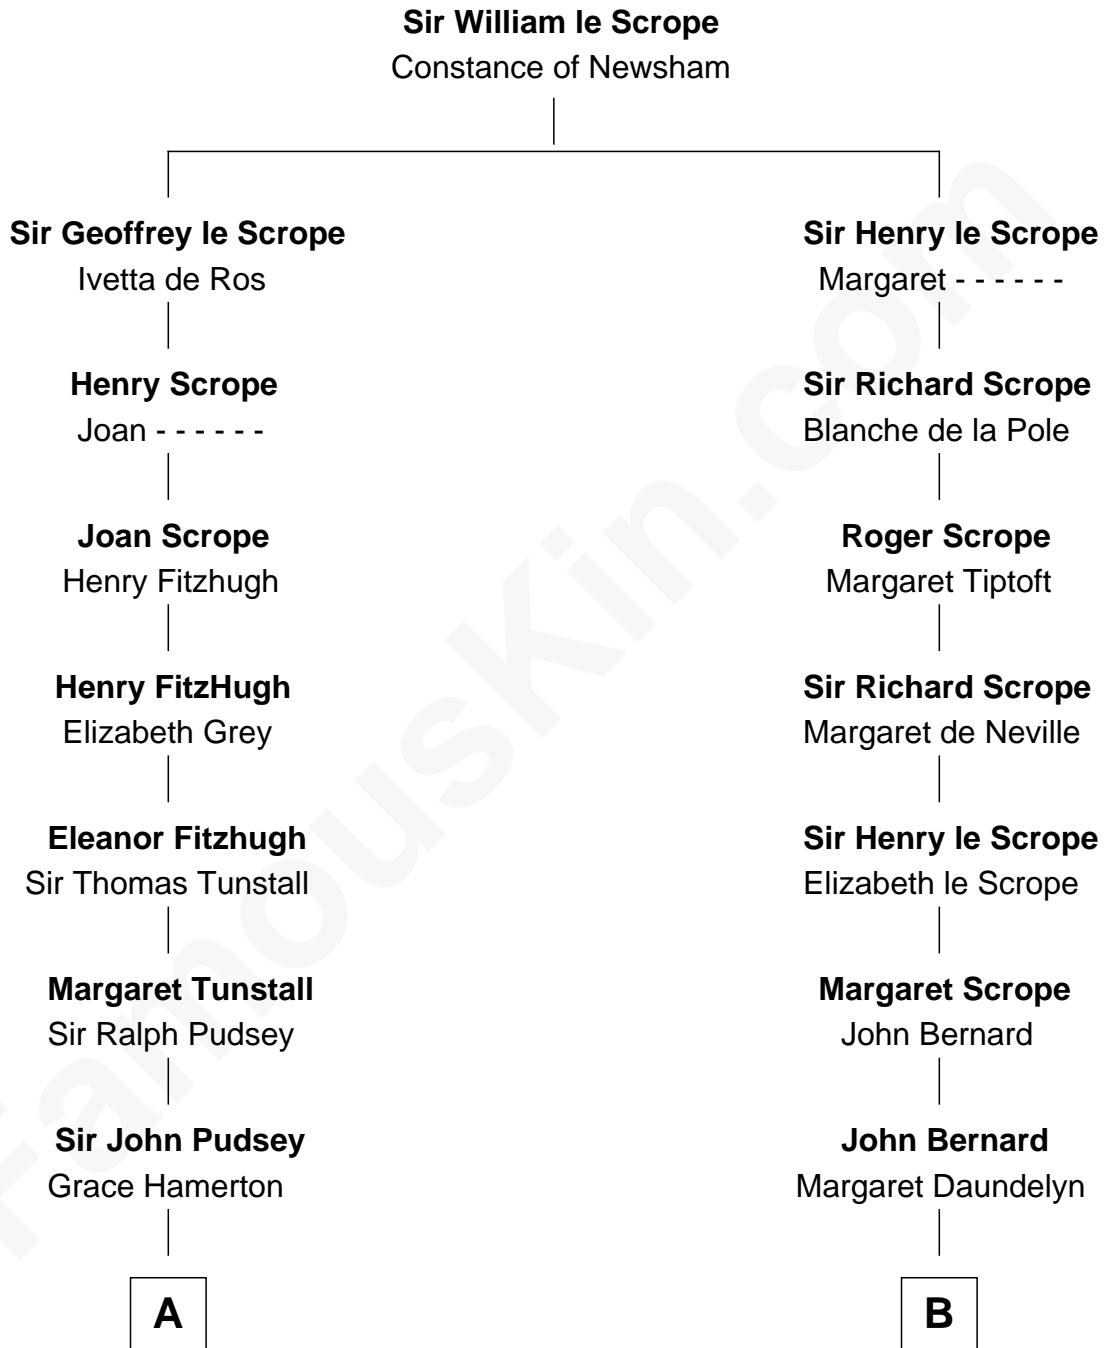 Sir William le Scrope
Constance of Newsham
Sir Geoffrey le Scrope
Ivetta de Ros
Henry Scrope
Joan - - - - - -
Joan Scrope
Henry Fitzhugh
Henry FitzHugh
Elizabeth Grey
Eleanor Fitzhugh
Sir Thomas Tunstall
Margaret Tunstall
Sir Ralph Pudsey
Sir John Pudsey
Grace Hamerton
A
Sir Henry le Scrope
Margaret - - - - - -
Sir Richard Scrope
Blanche de la Pole
Roger Scrope
Margaret Tiptoft
Sir Richard Scrope
Margaret de Neville
Sir Henry le Scrope
Elizabeth le Scrope
Margaret Scrope
John Bernard
John Bernard
Margaret Daundelyn
B
FamousKin.com